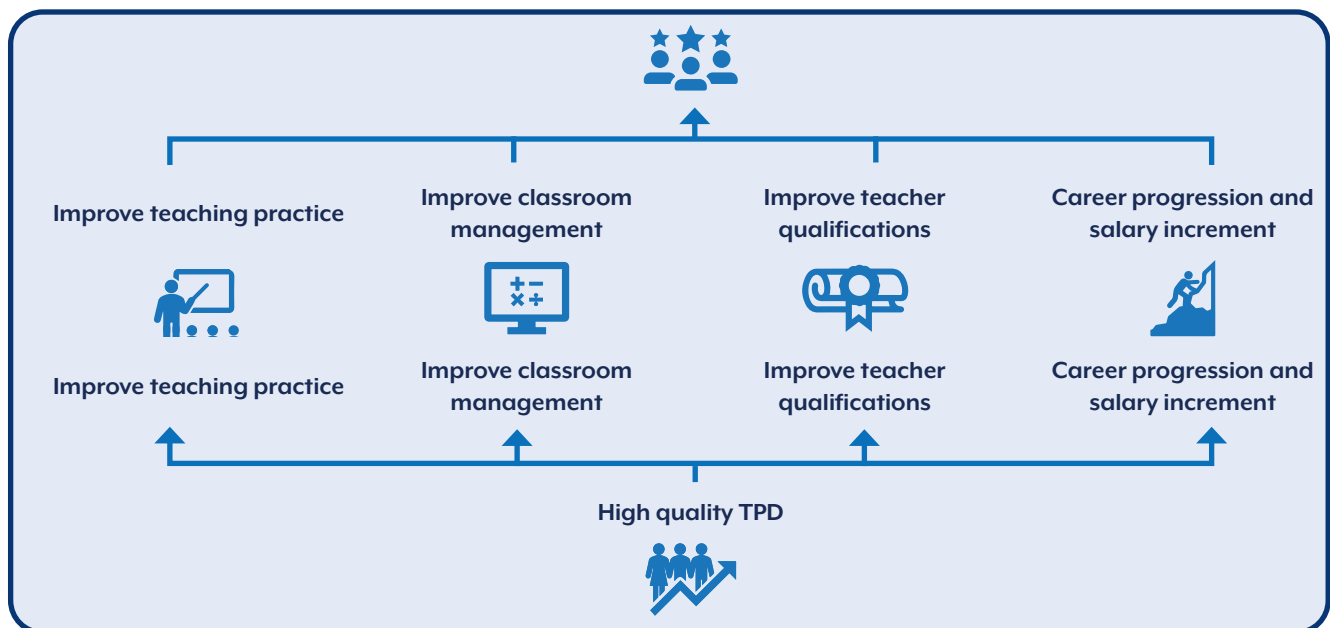 Improve teaching practice
Improve classroom
management
Improve teacher
qualifications
Career progression and
salary increment
Improve teaching practice
Improve classroom
management
Improve teacher
qualifications
Career progression and
salary increment
High quality TPD